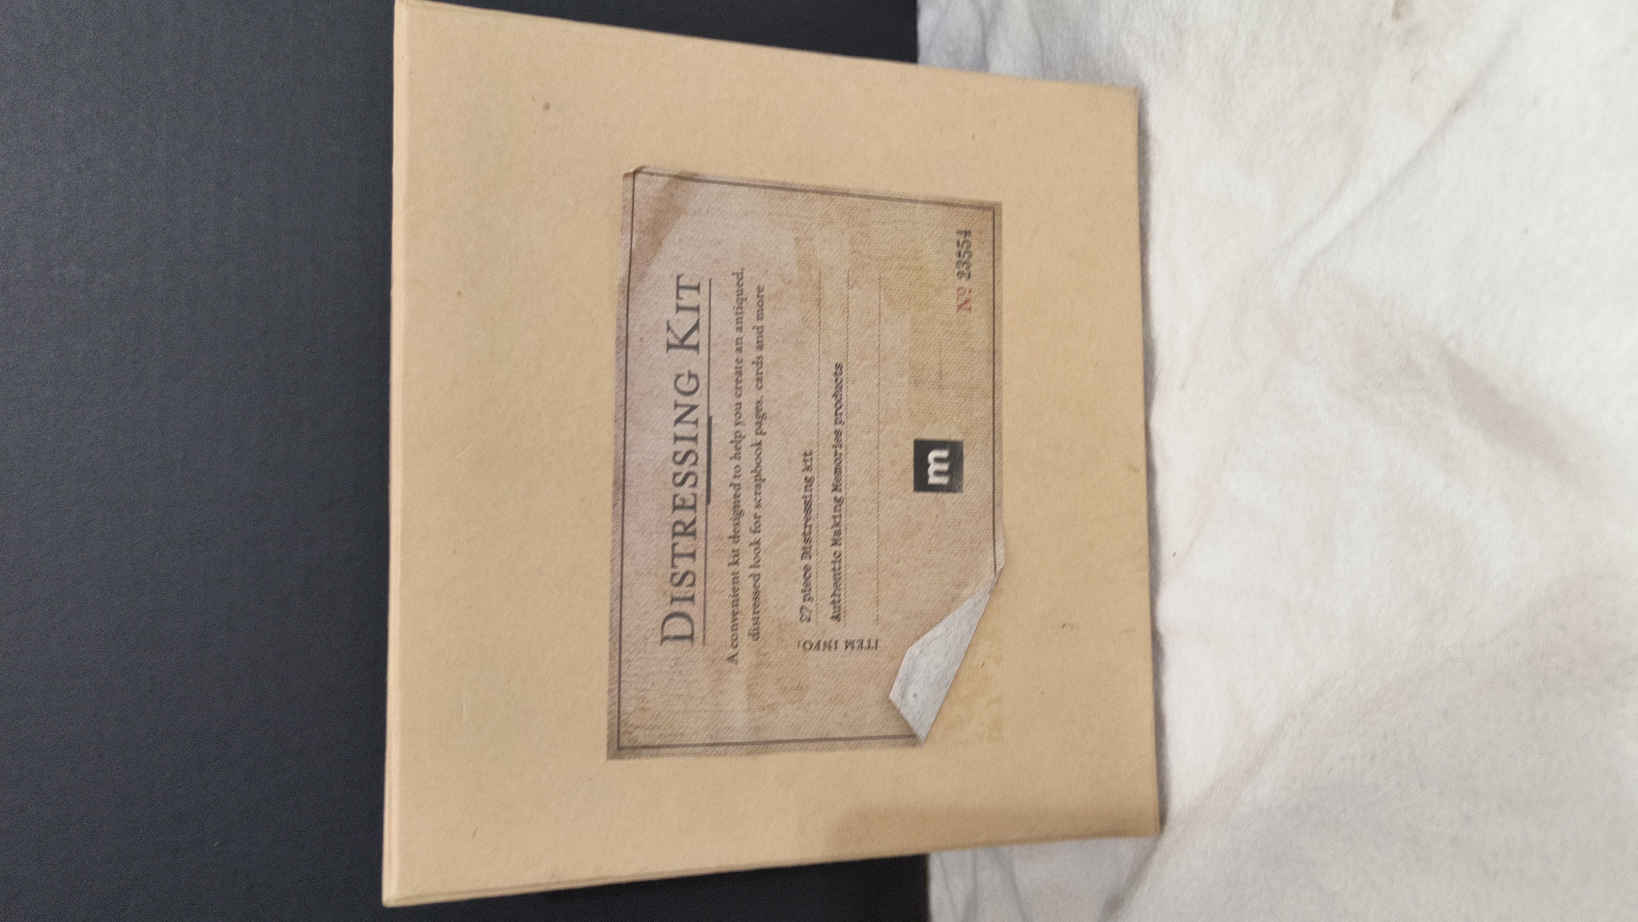 DISTRESSING KIT
A convenient kit designed to help you create an antiqued,
distressed look for scrapbook pages, cards and more
ITEM INFO:
27 piece Distressing kit
Authentic Making Memories products
m
Nº 23554